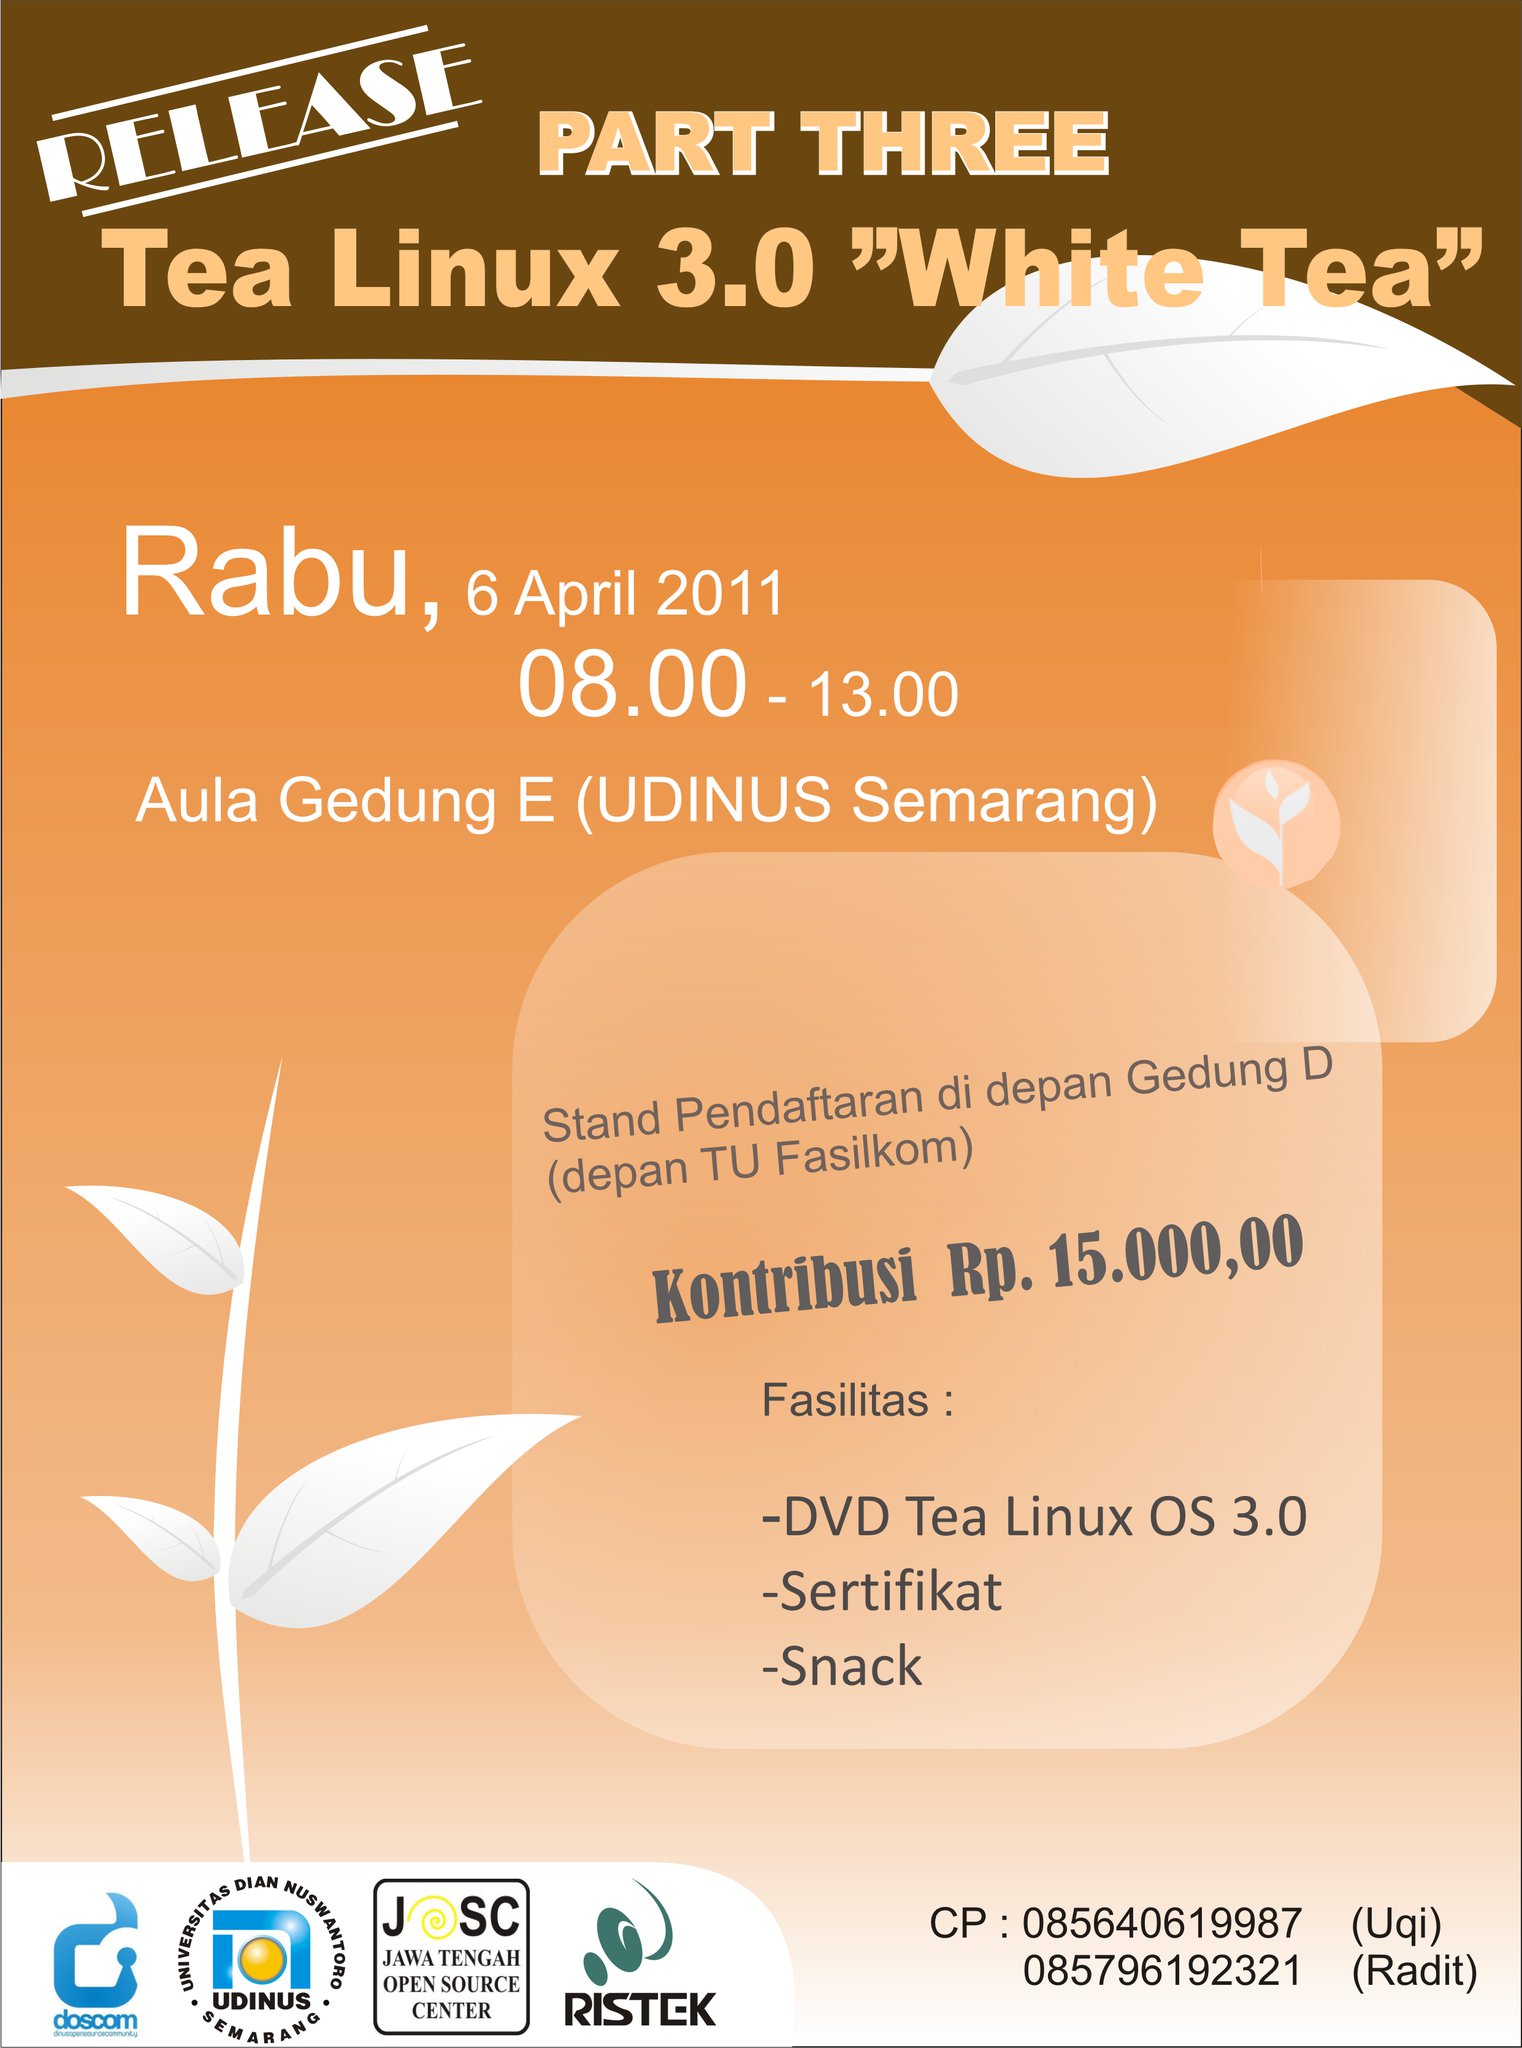 RELEASE
PART THREE
Tea Linux 3.0 ”White Tea”
Rabu, 6 April 2011
08.00 - 13.00
Aula Gedung E (UDINUS Semarang)
Stand Pendaftaran di depan Gedung D
(depan TU Fasilkom)
Kontribusi Rp. 15.000,00
Fasilitas :
-DVD Tea Linux OS 3.0
-Sertifikat
-Snack
doscom
dinusopensourcecommunity
UNIVERSITAS DIAN NUSWANTORO
UDINUS
• SEMARANG •
JOSC
JAWA TENGAH
OPEN SOURCE
CENTER
RISTEK
CP : 085640619987 (Uqi)
085796192321 (Radit)